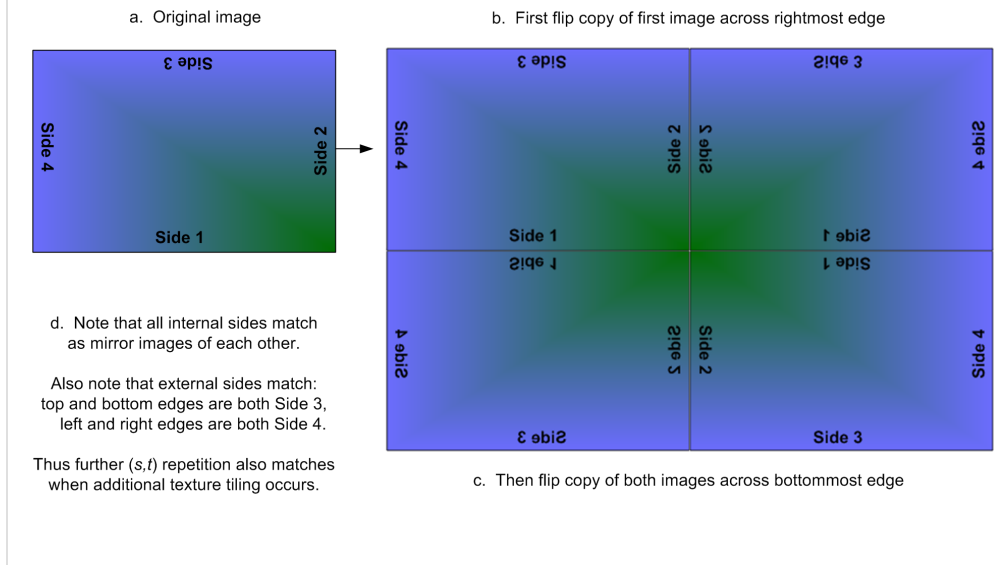 a. Original image
b. First flip copy of first image across rightmost edge
Side 3
Side 4
Side 2
Side 1
Side 3
Side 3
Side 4
Side 2
Side 2
Side 4
Side 1
Side 1
Side 1
Side 1
Side 4
Side 2
Side 2
Side 4
Side 3
Side 3
d. Note that all internal sides match
as mirror images of each other.
Also note that external sides match:
top and bottom edges are both Side 3,
left and right edges are both Side 4.
Thus further (s,t) repetition also matches
when additional texture tiling occurs.
c. Then flip copy of both images across bottommost edge